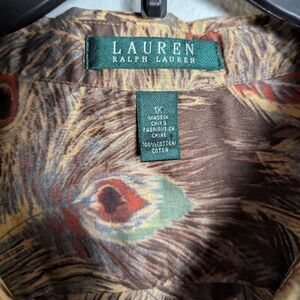 LAUREN
RALPH LAUREN
1X
MADE IN
CHINA
FABRIQUE EN
CHINE
100% COTTON/
COTON